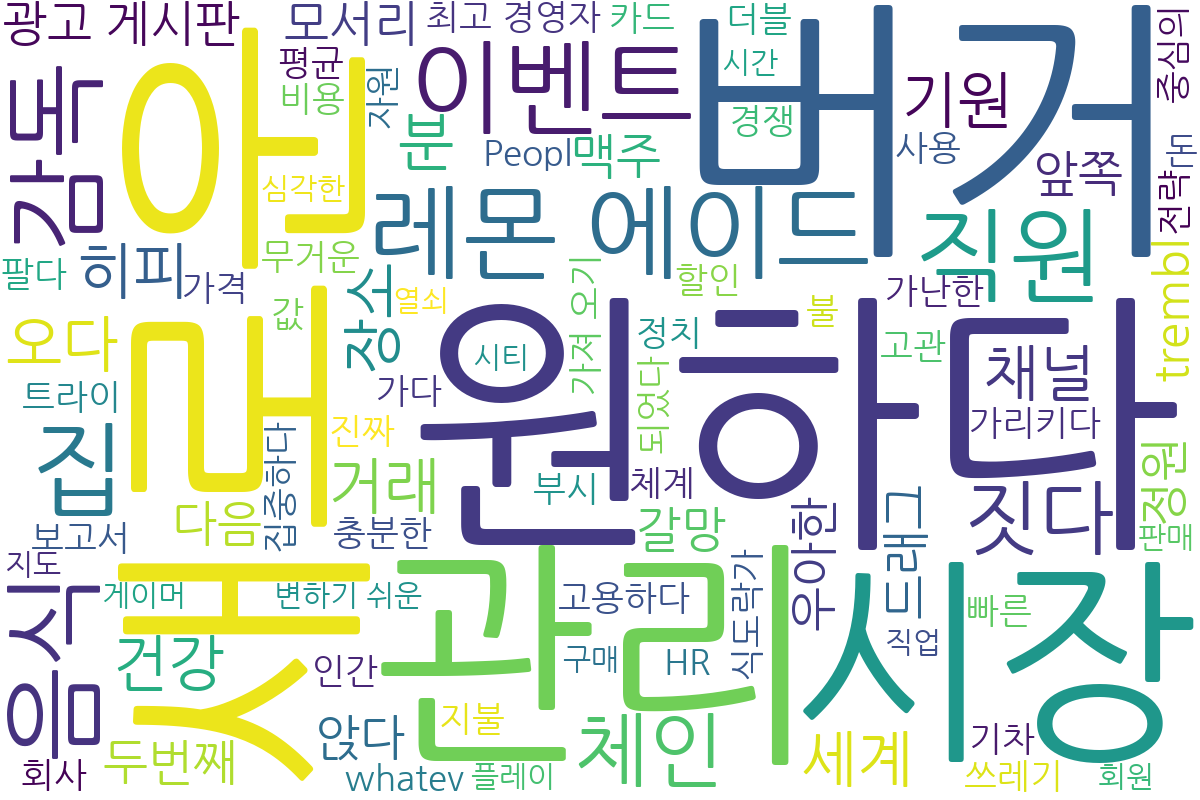 광고 게시판
모서리
최고 경영자
카드
더블
중심의
감독
평균
비용
자원
이벤트
시간
버거
기원
새로운
뿐
Peopl
맥주
경쟁
사용
앞쪽
돈
전략
심각한
레몬 에이드
직원
팔다
히피
무거운
가격
장소
열쇠
가져 오기
할인
가난한
trembl
오다
값
원하다
시티
정치
불
고관
채널
트라이
가다
되었다
가리키다
집
집중하다
진짜
거래
부시
체계
짓다
정원
다음
충분한
갈망
우아한
드래그
판매
보고서
지도
음식
게이머
변하기 쉬운
관리
고용하다
식도락가
시장
빠른
직업
건강
인간
구매
HR
앉다
지불
체인
세계
기차
두번째
회사
whatev
플레이
쓰레기
회원